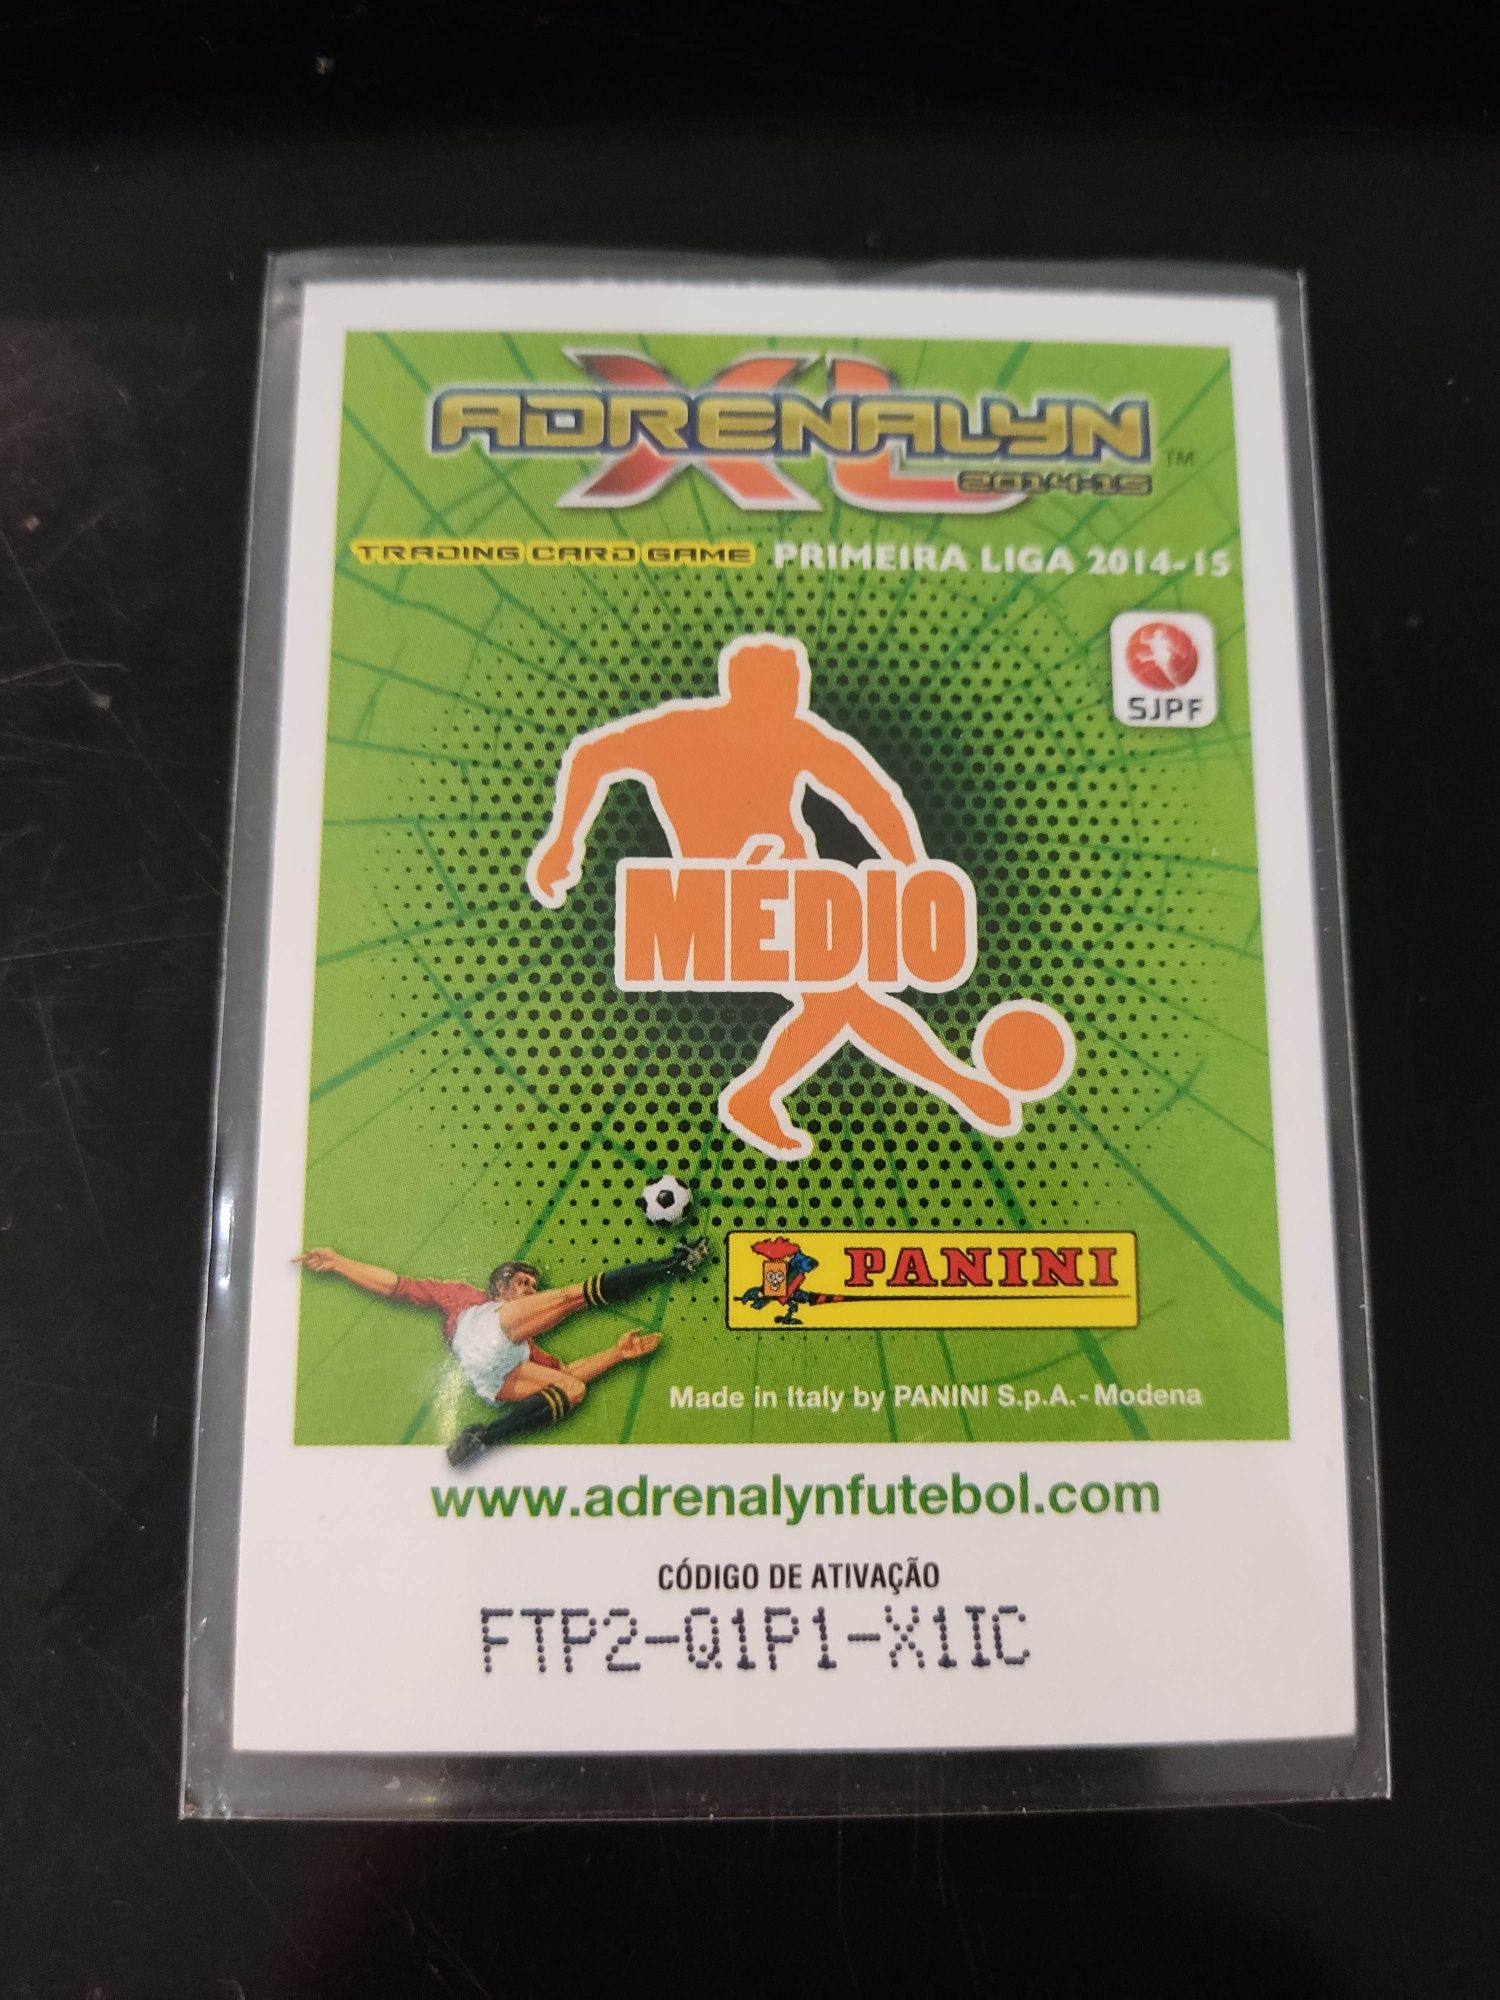 ADRENALYN XL™
2014-15
TRADING CARD GAME PRIMEIRA LIGA 2014-15
SJPF
MÉDIO
PANINI
Made in Italy by PANINI S.p.A. - Modena
www.adrenalynfutebol.com
CÓDIGO DE ATIVAÇÃO
FTP2-Q1P1-X1IC